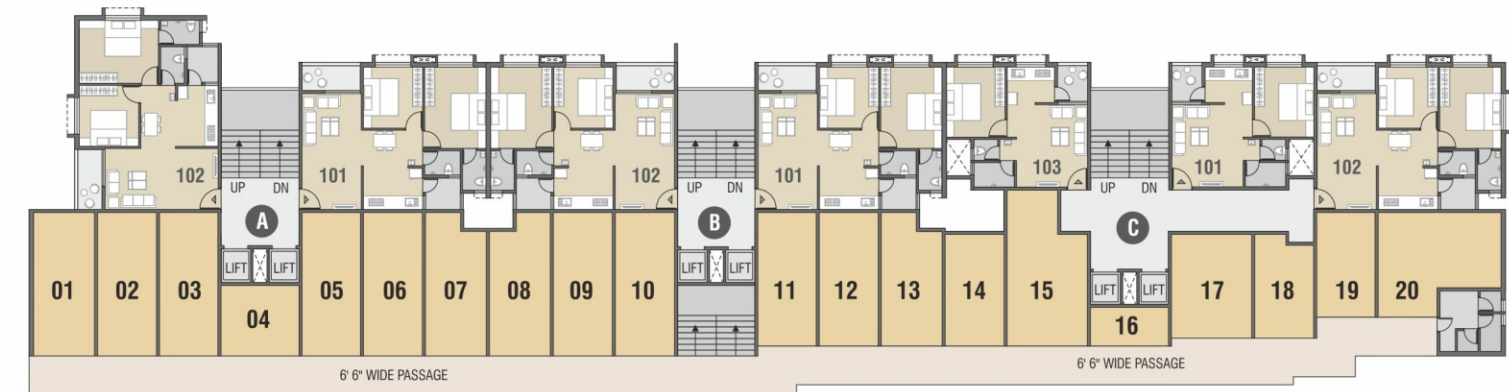 102
101
102
101
103
101
102
UP DN
UP DN
UP DN
A
B
C
LIFT LIFT
LIFT LIFT
LIFT LIFT
01
02
03
04
05
06
07
08
09
10
11
12
13
14
15
16
17
18
19
20
6' 6" WIDE PASSAGE
6' 6" WIDE PASSAGE